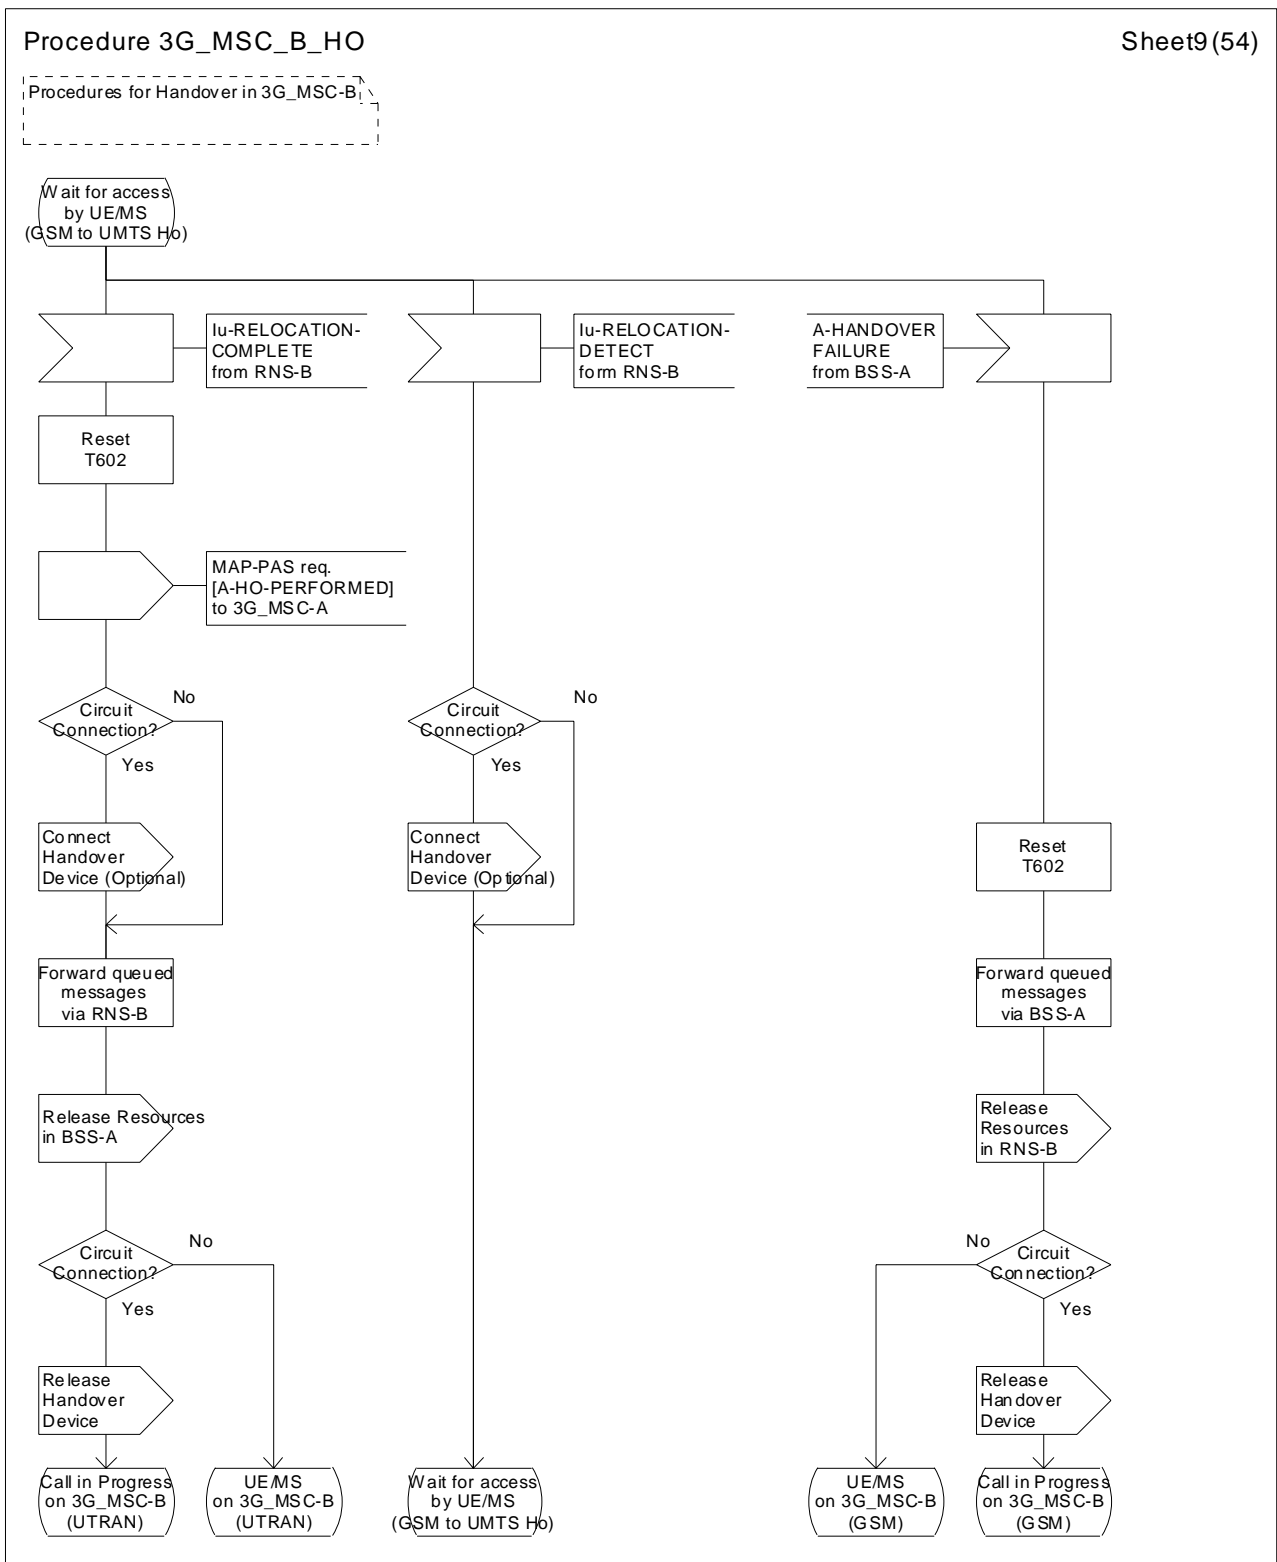 Procedure 3G_MSC_B_HO
Sheet9(54)
Procedures for Handover in 3G_MSC-B
Wait for access
by UE/MS
(GSM to UMTS Ho)
Iu-RELOCATION-
COMPLETE
from RNS-B
Iu-RELOCATION-
DETECT
form RNS-B
A-HANDOVER
FAILURE
from BSS-A
Reset
T602
MAP-PAS req.
[A-HO-PERFORMED]
to 3G_MSC-A
No
Circuit
Connection?
Yes
No
Circuit
Connection?
Yes
Connect
Handover
Device (Optional)
Connect
Handover
Device (Optional)
Reset
T602
Forward queued
messages
via RNS-B
Forward queued
messages
via BSS-A
Release Resources
in BSS-A
Release
Resources
in RNS-B
No
Circuit
Connection?
Yes
No
Circuit
Connection?
Yes
Release
Handover
Device
Release
Handover
Device
Call in Progress
on 3G_MSC-B
(UTRAN)
UE/MS
on 3G_MSC-B
(UTRAN)
Wait for access
by UE/MS
(GSM to UMTS Ho)
UE/MS
on 3G_MSC-B
(GSM)
Call in Progress
on 3G_MSC-B
(GSM)